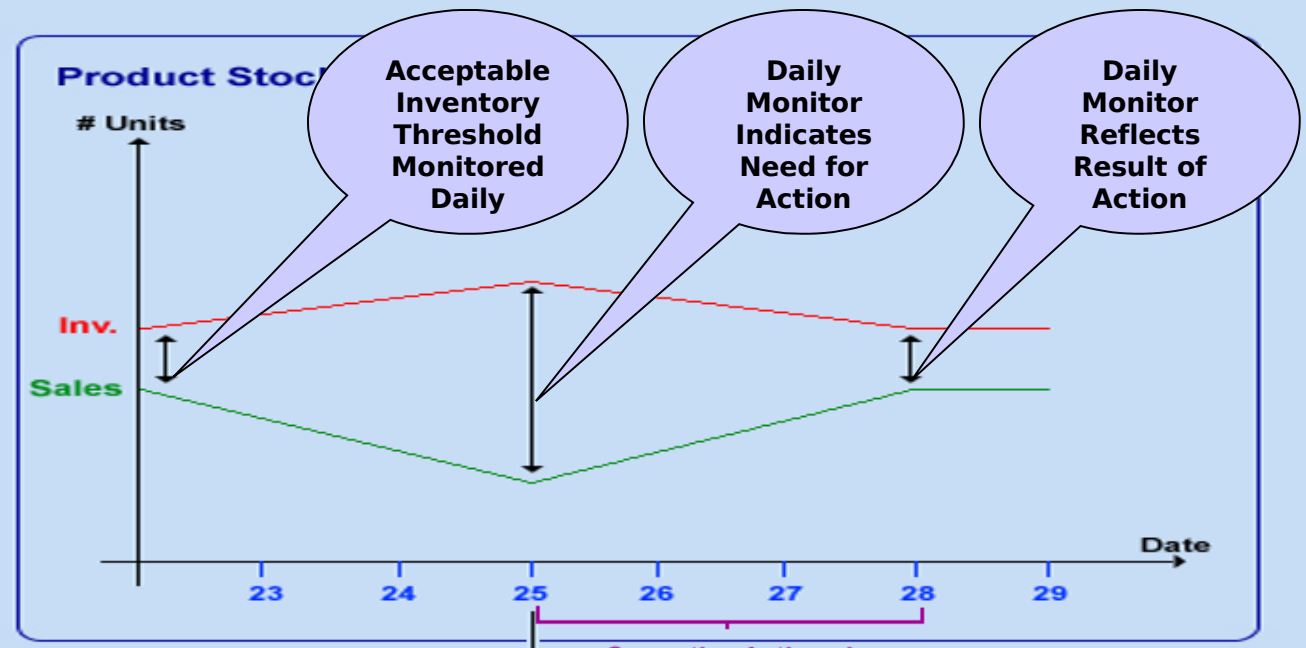 Product Stoc
# Units
Acceptable
Inventory
Threshold
Monitored
Daily
Daily
Monitor
Indicates
Need for
Action
Daily
Monitor
Reflects
Result of
Action
Inv.
Sales
Date
23 24 25 26 27 28 29